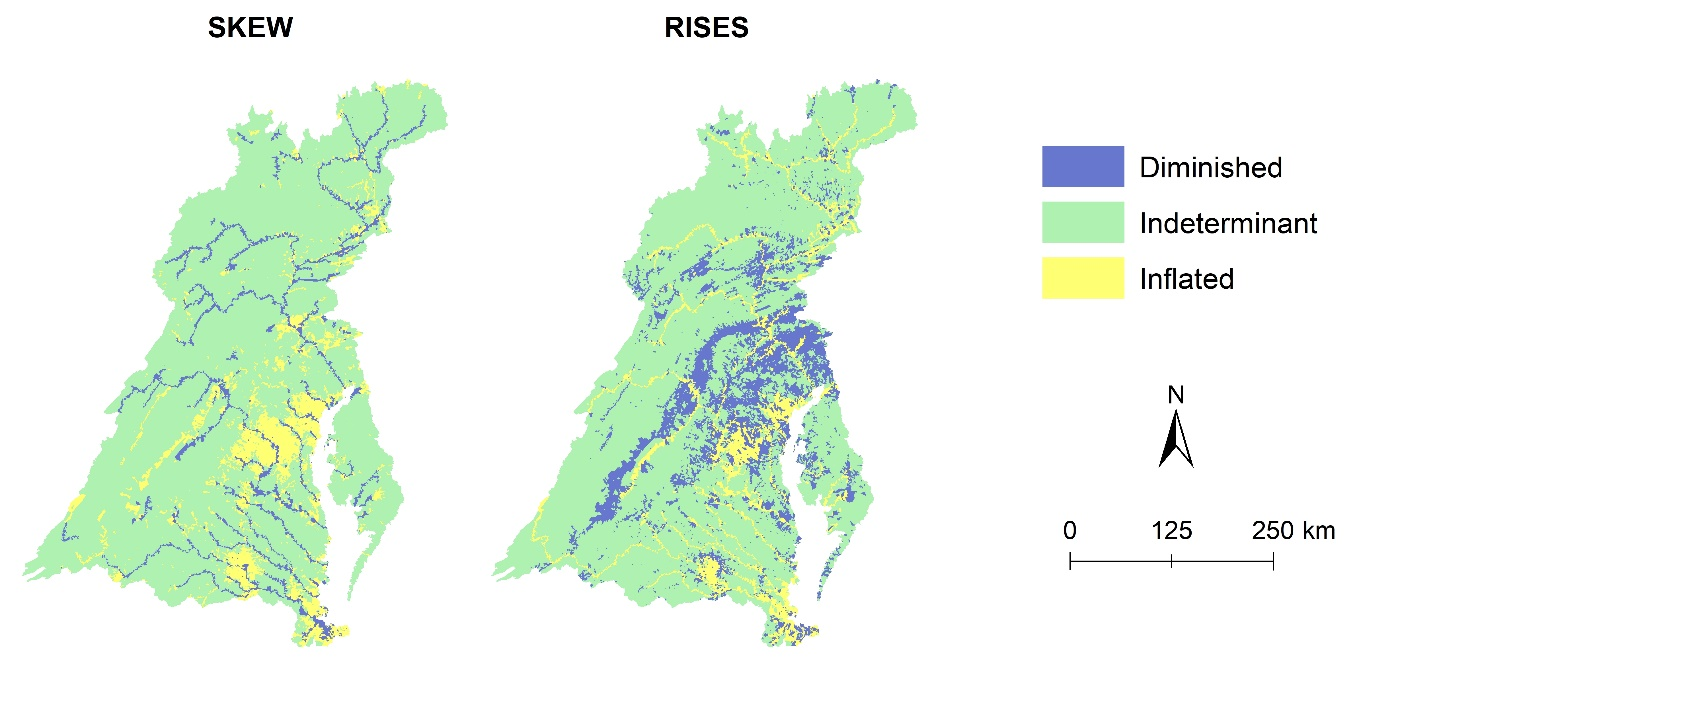 SKEW
RISES
Diminished
Indeterminant
Inflated
N
0 125 250 km